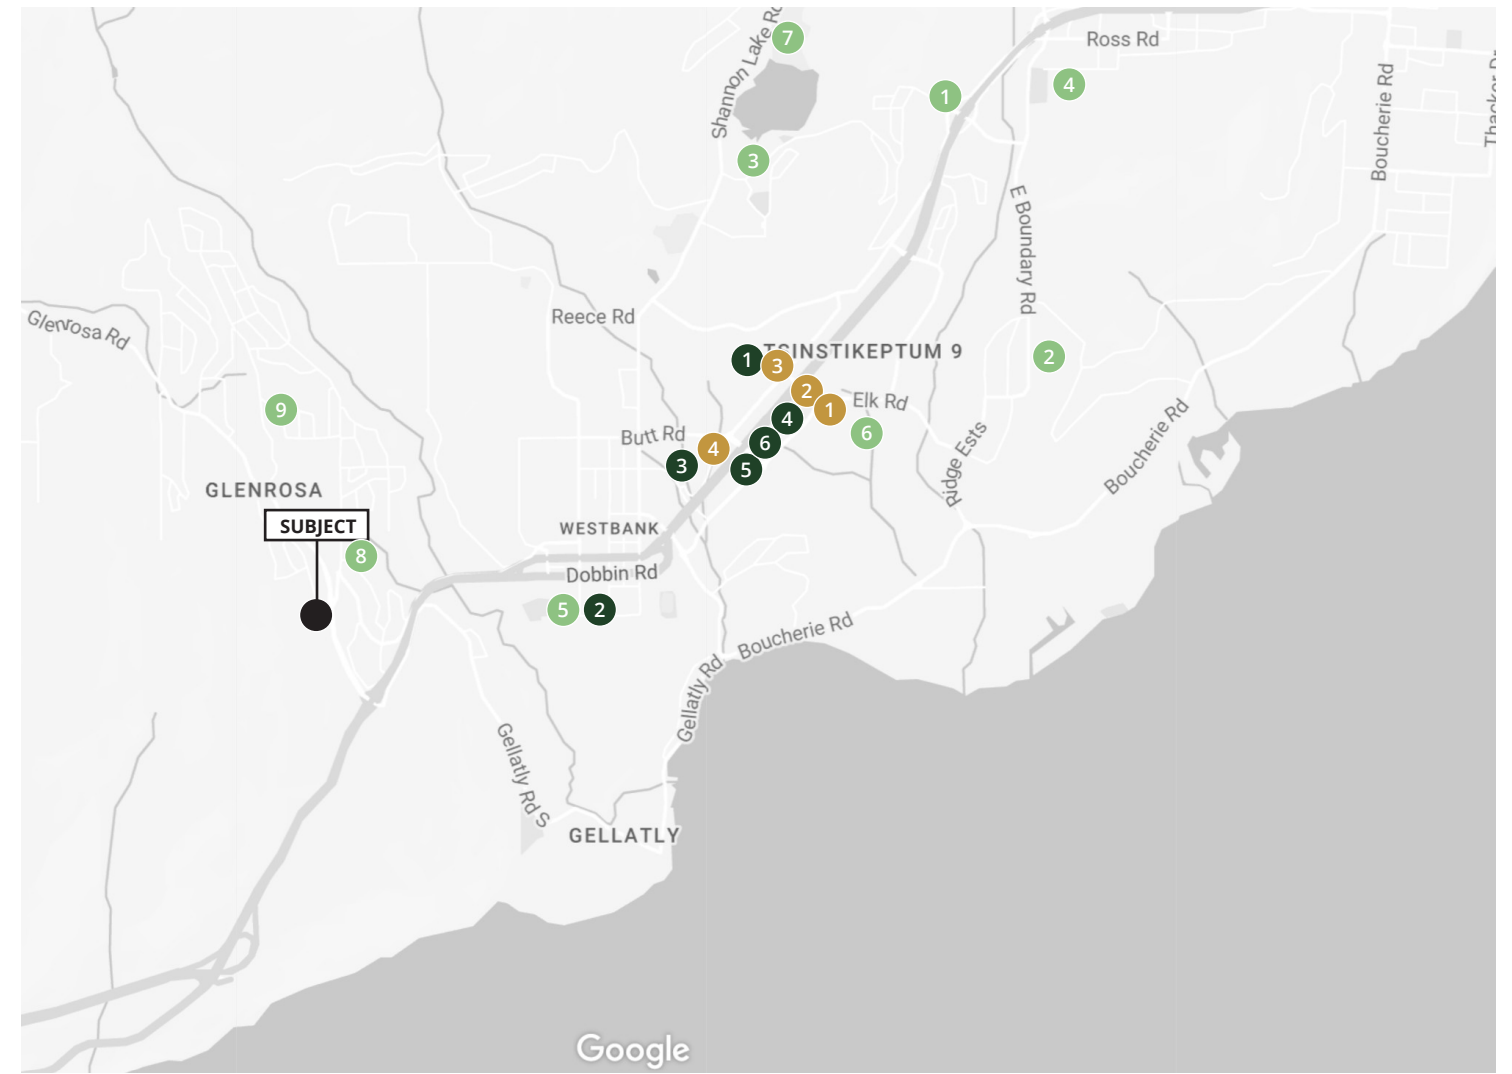 Shannon Lake Rd
7
Ross Rd
4
1
Boucherie Rd
Thacker Dr
3
E Boundary Rd
Glenrosa Rd
Reece Rd
1
3
TSINSTIKEPTUM 9
2
2
1
Elk Rd
9
4
6
Butt Rd
4
6
3
5
Ridge Ests
Boucherie Rd
GLENROSA
SUBJECT
8
WESTBANK
Dobbin Rd
5
2
Boucherie Rd
Gellatly Rd
Gellatly Rd S
GELLATLY
Google